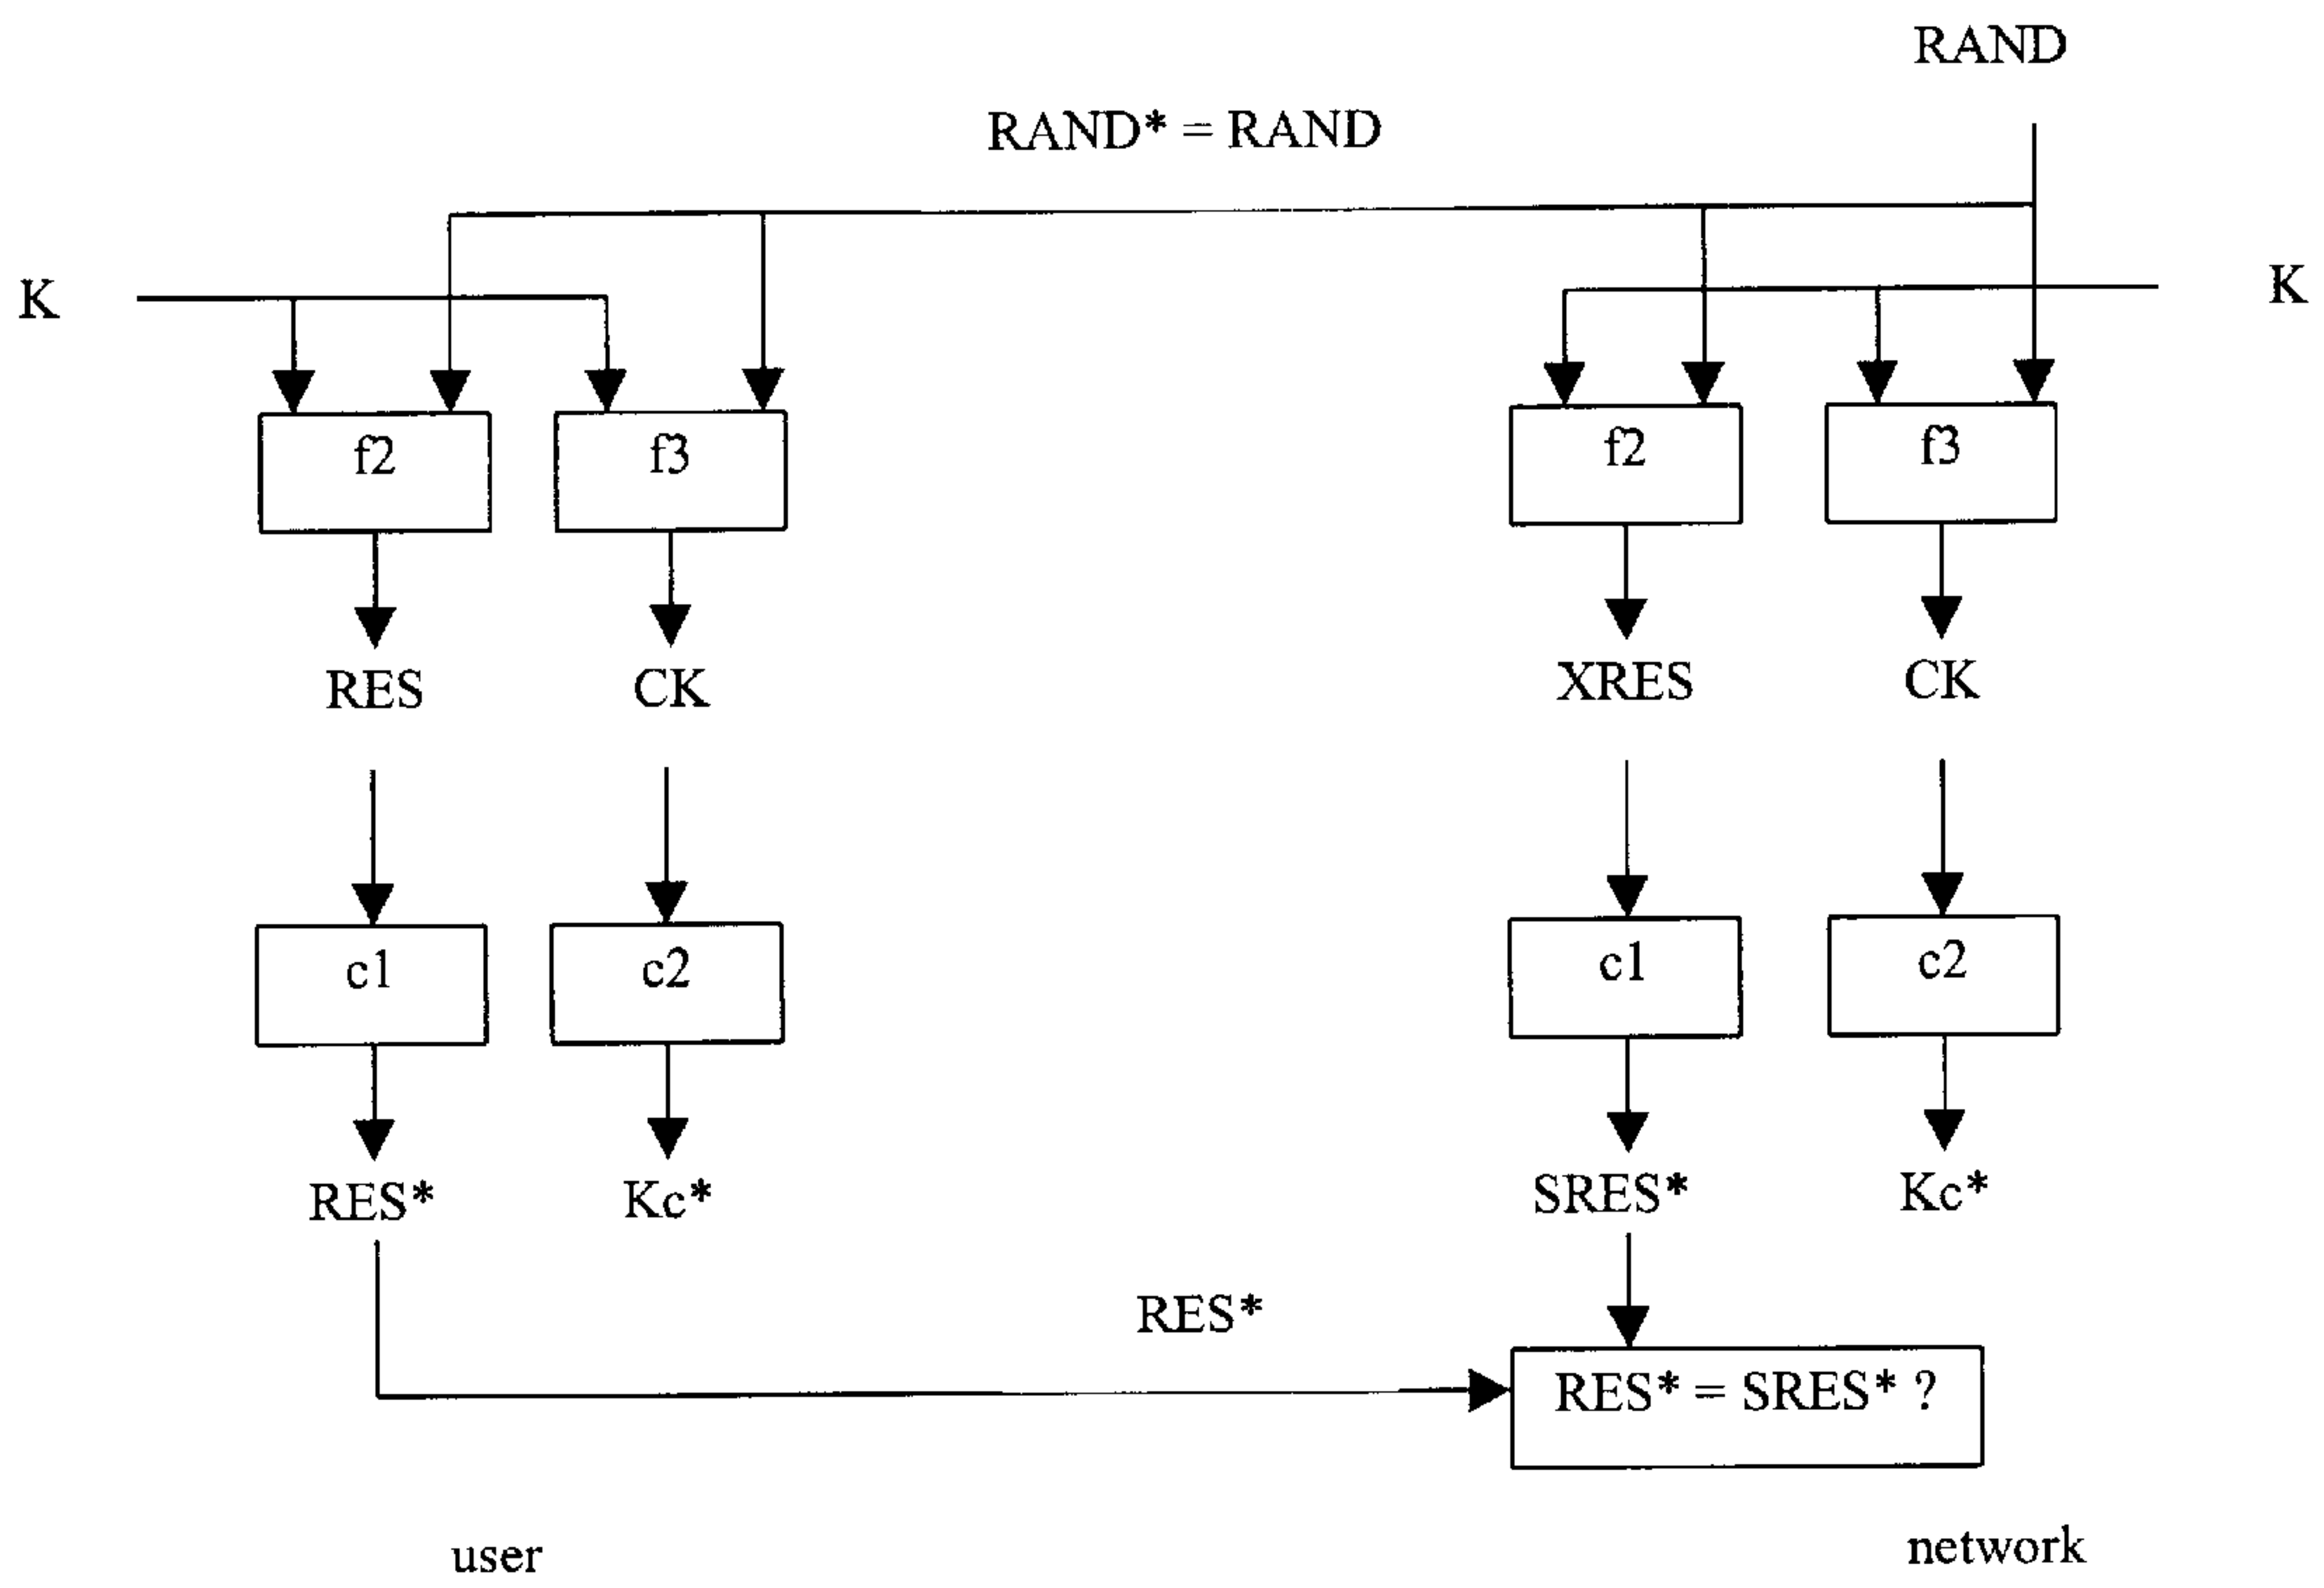 RAND
RAND* = RAND
K K
f2 f3 f2 f3
RES CK XRES CK
c1 c2 c1 c2
RES* Kc* SRES* Kc*
RES*
RES* = SRES* ?
user network